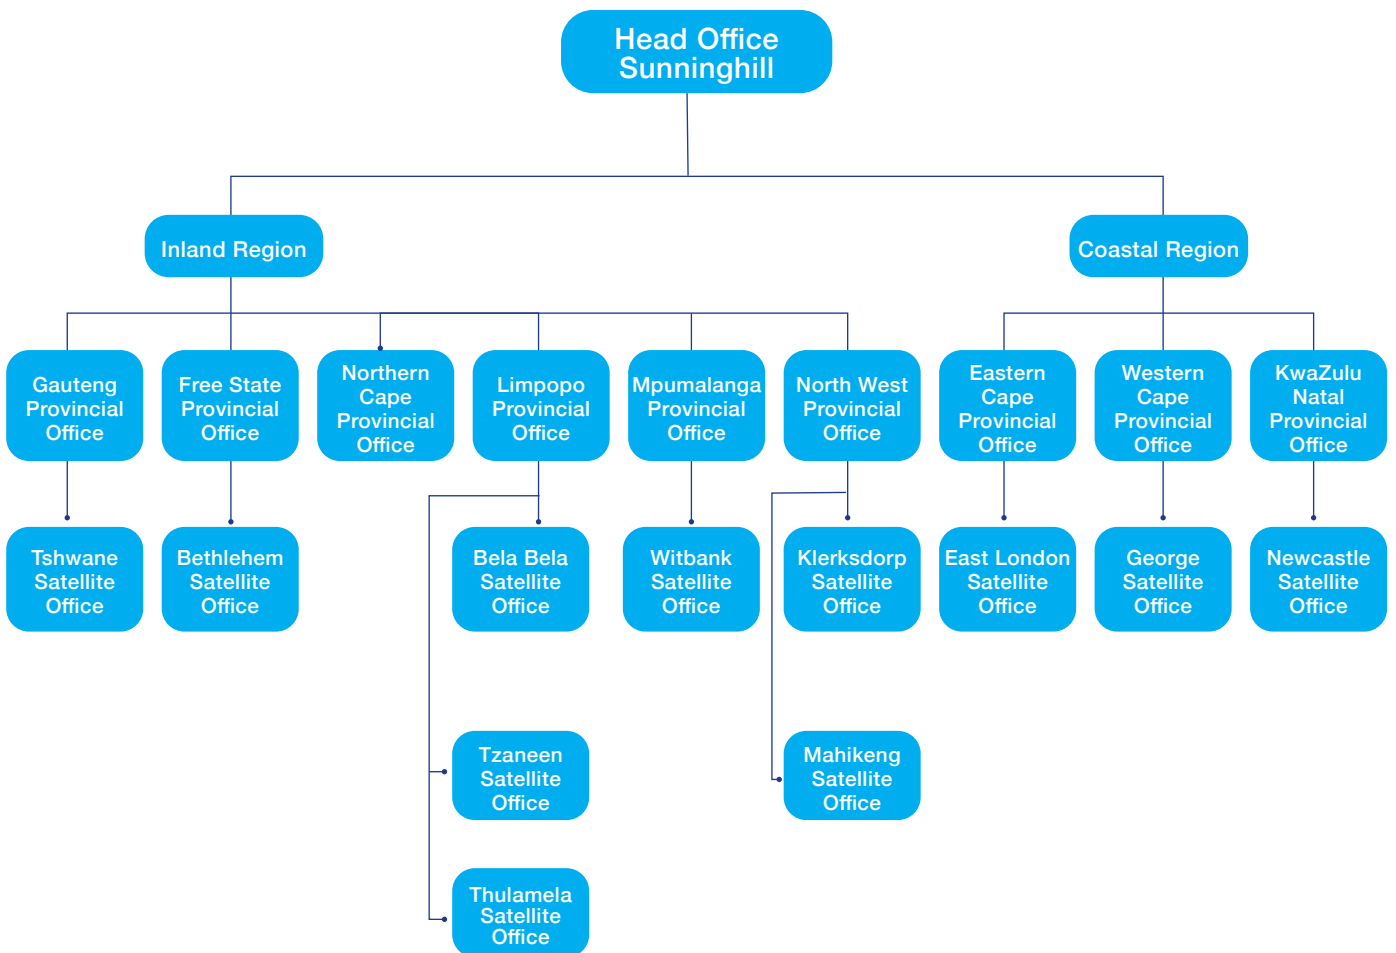 Head Office
Sunninghill
Inland Region
Coastal Region
Gauteng
Provincial
Office
Free State
Provincial
Office
Northern
Cape
Provincial
Office
Limpopo
Provincial
Office
Mpumalanga
Provincial
Office
North West
Provincial
Office
Eastern
Cape
Provincial
Office
Western
Cape
Provincial
Office
KwaZulu
Natal
Provincial
Office
Tshwane
Satellite
Office
Bethlehem
Satellite
Office
Bela Bela
Satellite
Office
Witbank
Satellite
Office
Klerksdorp
Satellite
Office
East London
Satellite
Office
George
Satellite
Office
Newcastle
Satellite
Office
Tzaneen
Satellite
Office
Mahikeng
Satellite
Office
Thulamela
Satellite
Office